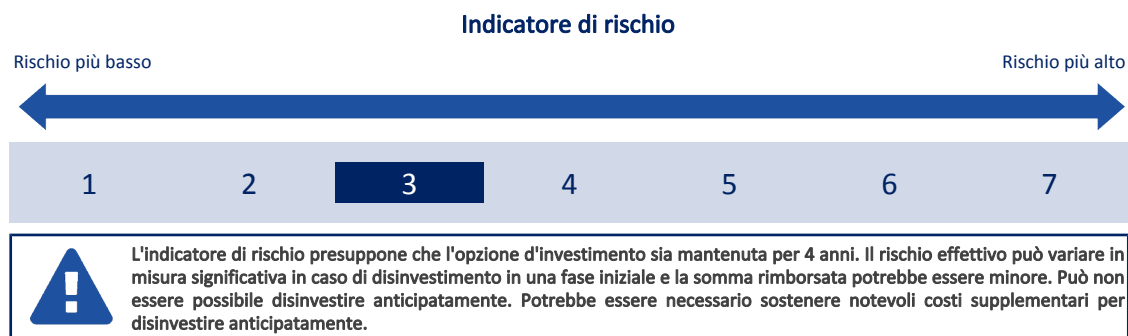 Indicatore di rischio
Rischio più basso
Rischio più alto
1 2 3 4 5 6 7
L'indicatore di rischio presuppone che l'opzione d'investimento sia mantenuta per 4 anni. Il rischio effettivo può variare in
misura significativa in caso di disinvestimento in una fase iniziale e la somma rimborsata potrebbe essere minore. Può non
essere possibile disinvestire anticipatamente. Potrebbe essere necessario sostenere notevoli costi supplementari per
disinvestire anticipatamente.